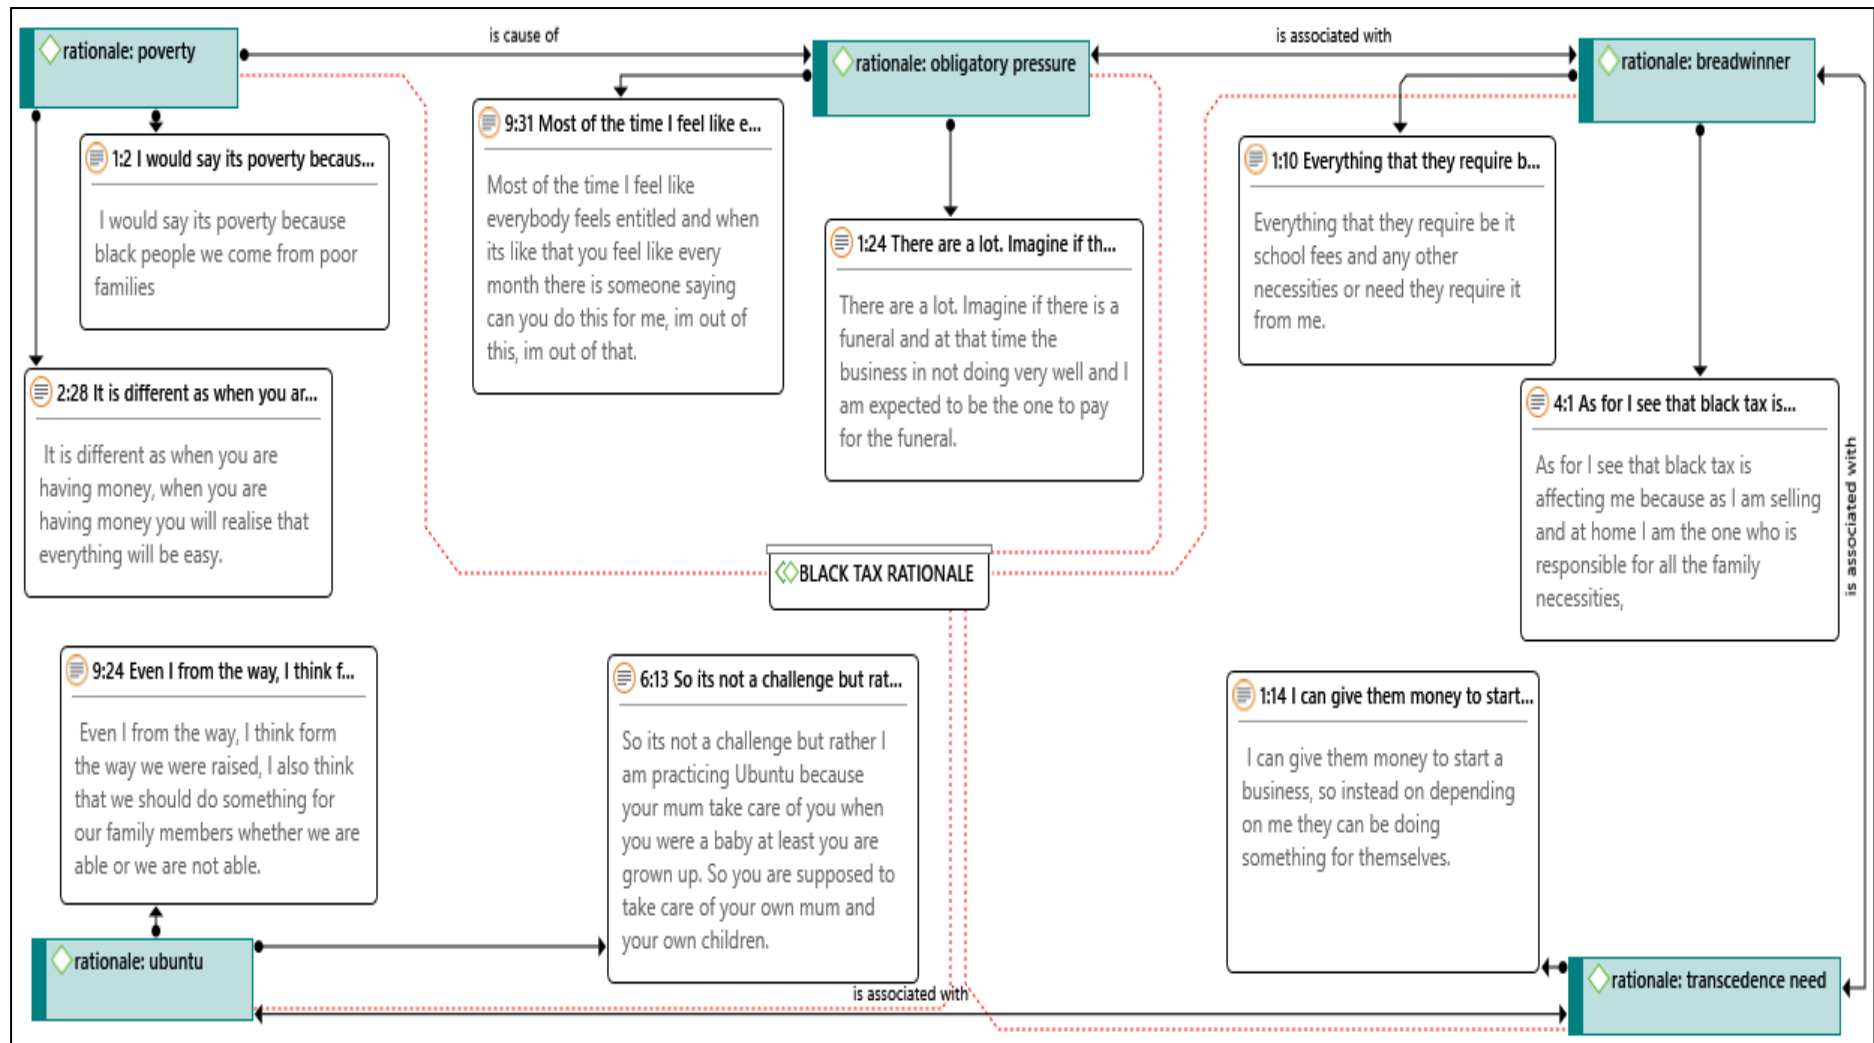 is cause of
is associated with
rationale: poverty
rationale: obligatory pressure
rationale: breadwinner
1:2 I would say its poverty becaus...
I would say its poverty because
black people we come from poor
families
9:31 Most of the time I feel like e...
Most of the time I feel like
everybody feels entitled and when
its like that you feel like every
month there is someone saying
can you do this for me, im out of
this, im out of that.
1:24 There are a lot. Imagine if th...
There are a lot. Imagine if there is a
funeral and at that time the
business in not doing very well and I
am expected to be the one to pay
for the funeral.
1:10 Everything that they require b...
Everything that they require be it
school fees and any other
necessities or need they require it
from me.
2:28 It is different as when you ar...
It is different as when you are
having money, when you are
having money you will realise that
everything will be easy.
4:1 As for I see that black tax is...
As for I see that black tax is
affecting me because as I am selling
and at home I am the one who is
responsible for all the family
necessities,
is associated with
BLACK TAX RATIONALE
9:24 Even I from the way, I think f...
Even I from the way, I think form
the way we were raised, I also think
that we should do something for
our family members whether we are
able or we are not able.
6:13 So its not a challenge but rat...
So its not a challenge but rather I
am practicing Ubuntu because
your mum take care of you when
you were a baby at least you are
grown up. So you are supposed to
take care of your own mum and
your own children.
1:14 I can give them money to start...
I can give them money to start a
business, so instead on depending
on me they can be doing
something for themselves.
rationale: ubuntu
is associated with
rationale: transcedence need